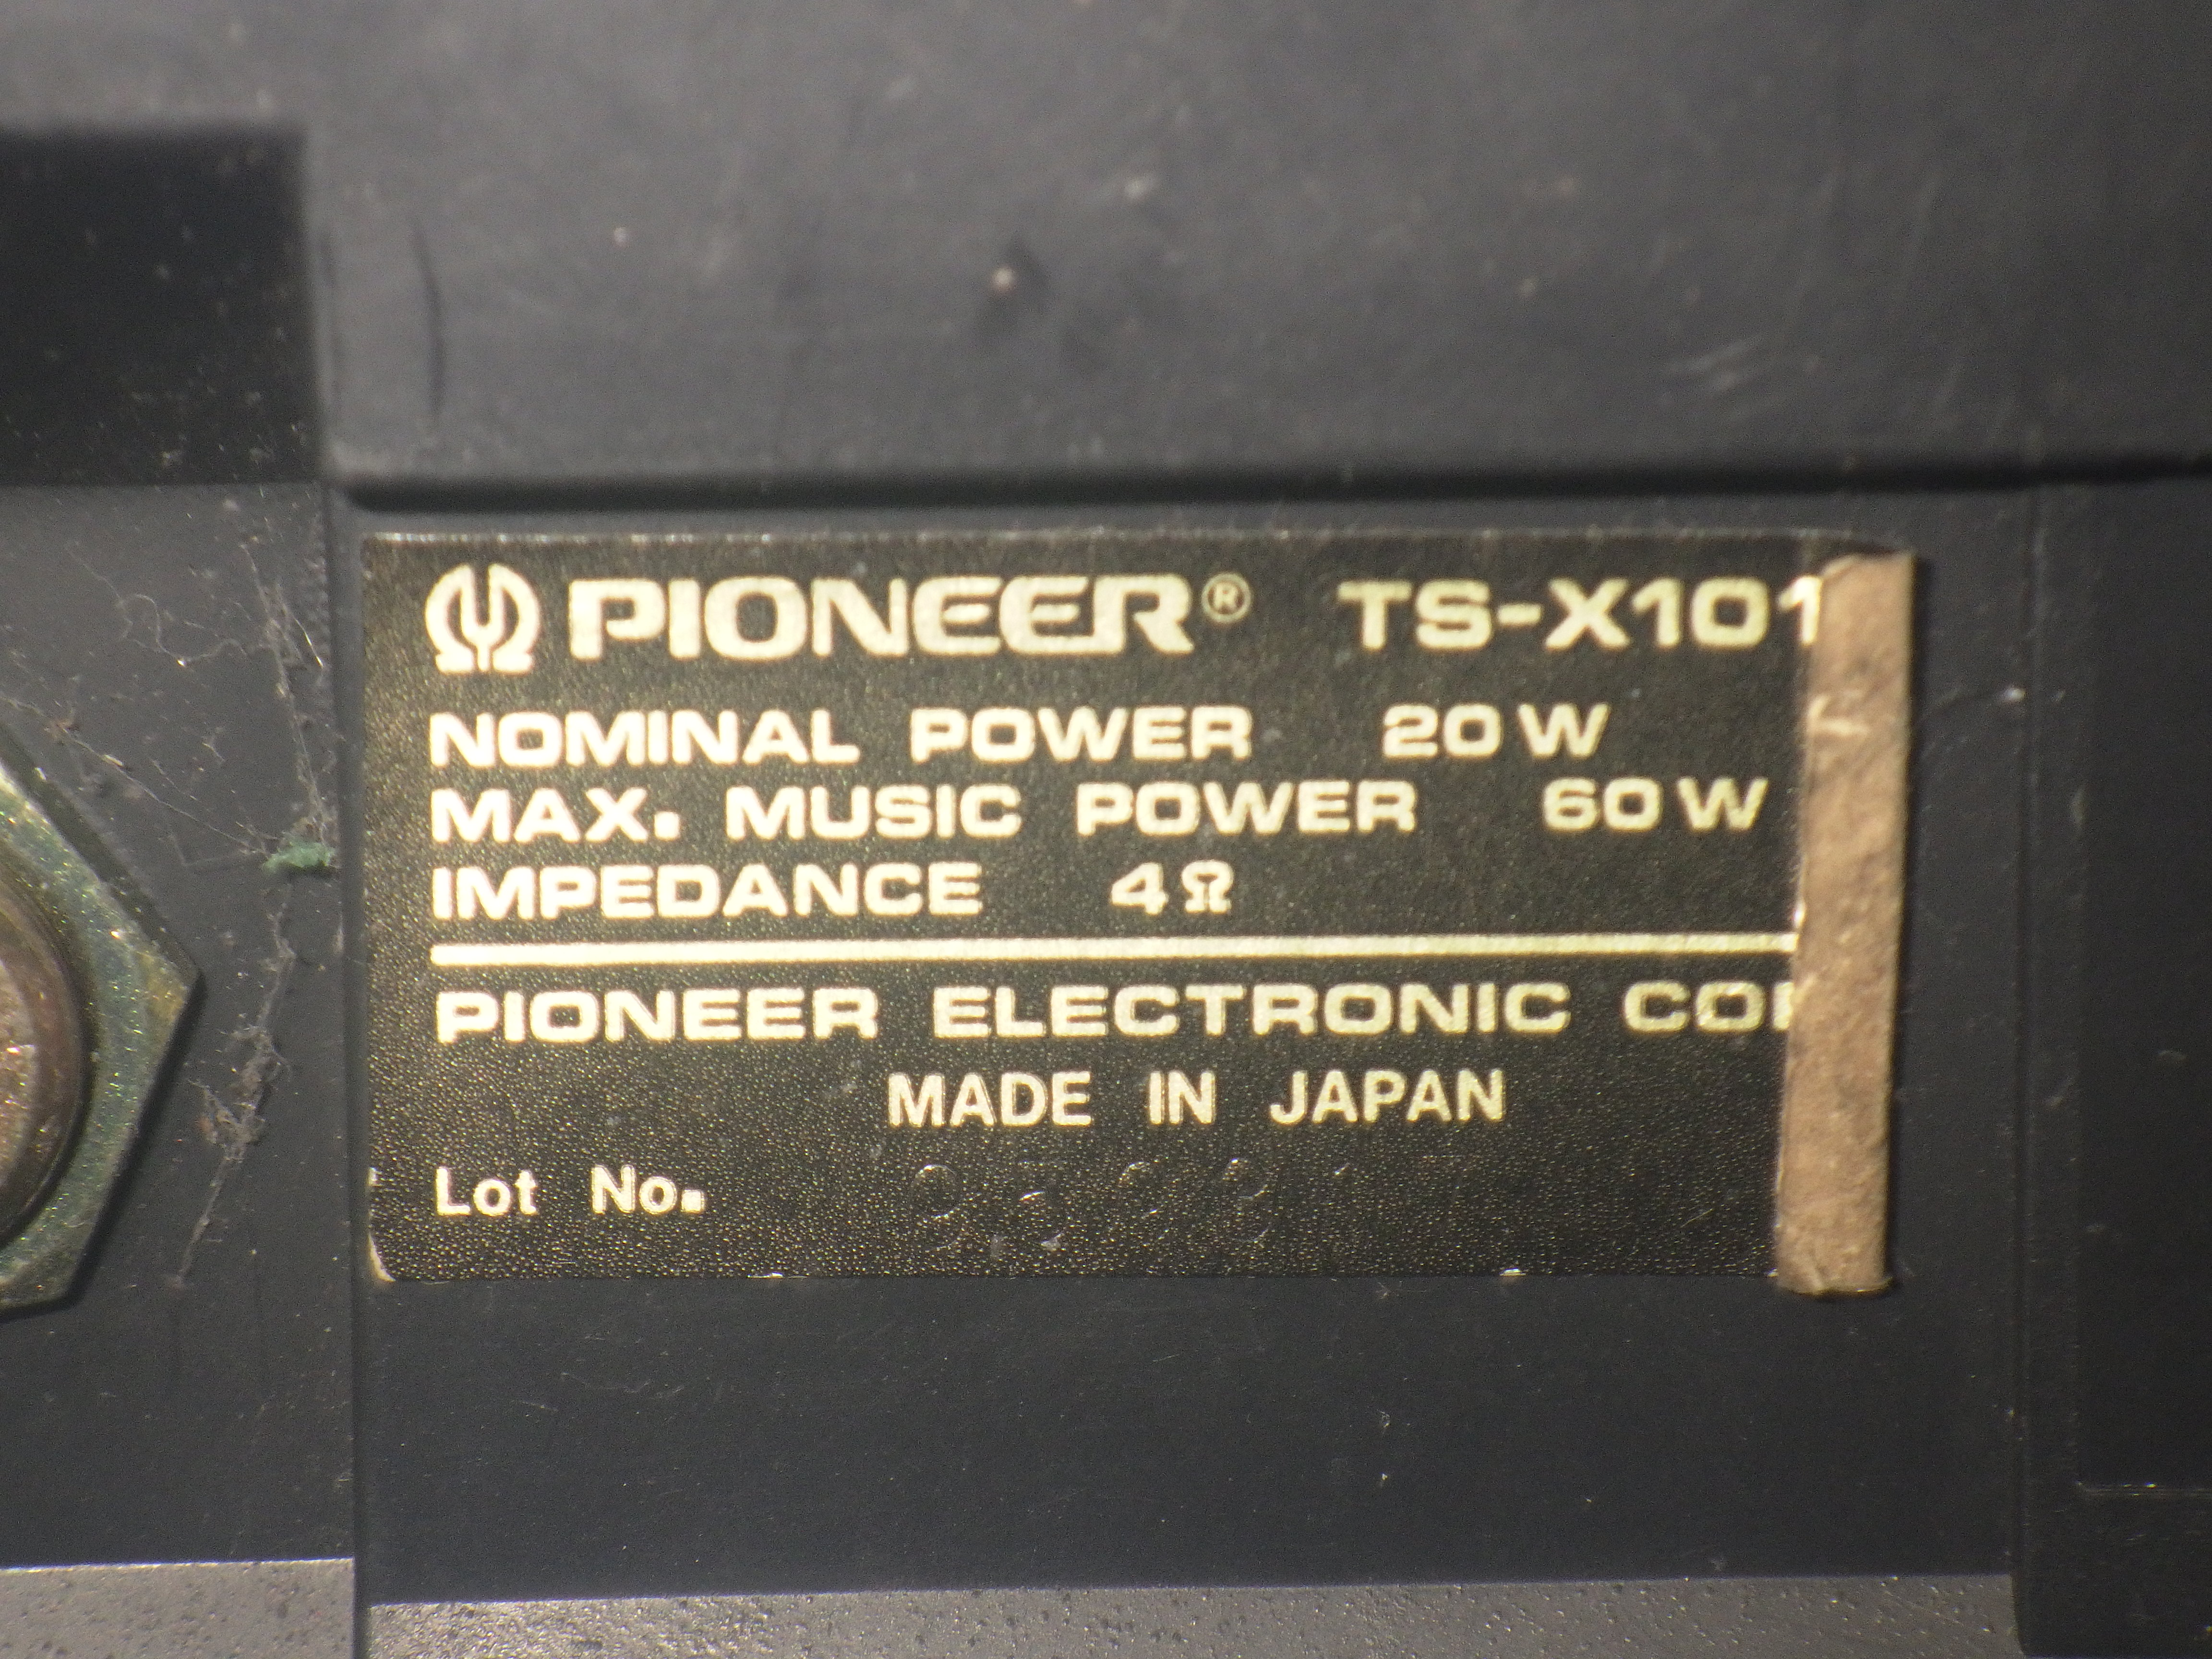 PIONEER® TS-X101
NOMINAL POWER 20W
MAX. MUSIC POWER 60W
IMPEDANCE 4Ω
PIONEER ELECTRONIC
MADE IN JAPAN
Lot No.